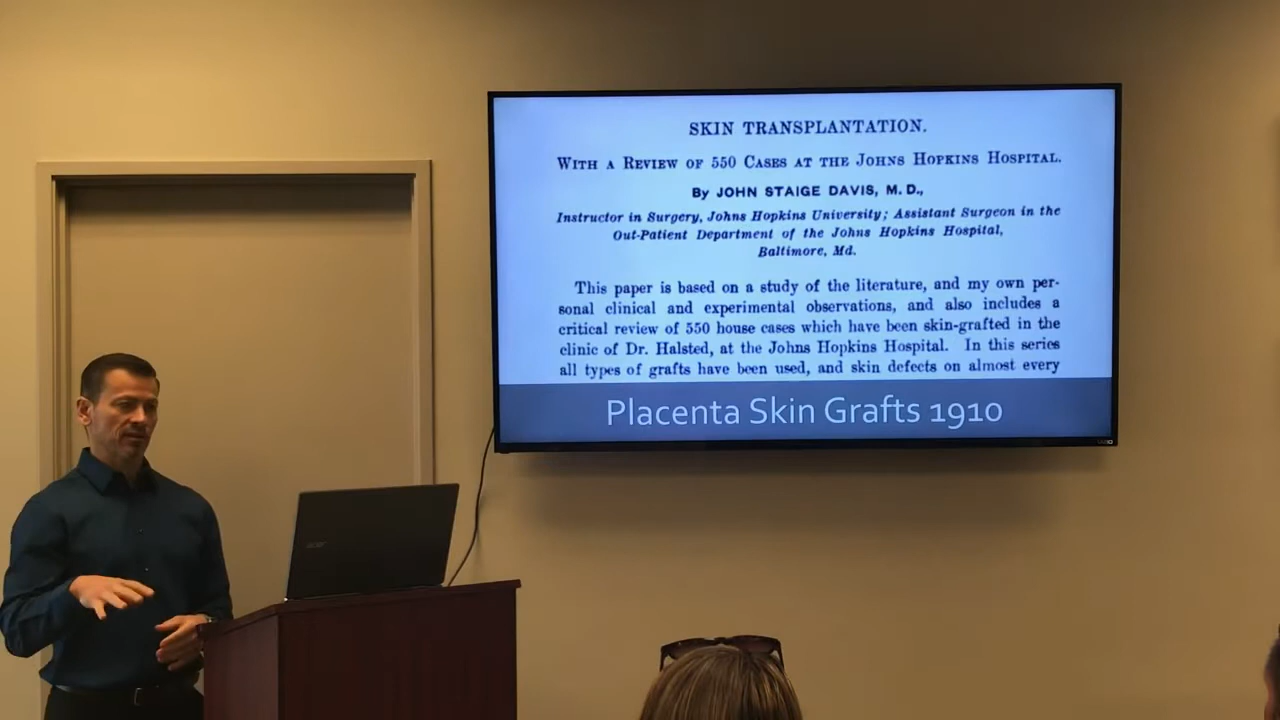 SKIN TRANSPLANTATION.
WITH A REVIEW OF 550 CASES AT THE JOHNS HOPKINS HOSPITAL.
By JOHN STAIGE DAVIS, M. D.,
Instructor in Surgery, Johns Hopkins University; Assistant Surgeon in the
Out-Patient Department of the Johns Hopkins Hospital,
Baltimore, Md.
This paper is based on a study of the literature, and my own per-
sonal clinical and experimental observations, and also includes a
critical review of 550 house cases which have been skin-grafted in the
clinic of Dr. Halsted, at the Johns Hopkins Hospital. In this series
all types of grafts have been used, and skin defects on almost every
Placenta Skin Grafts 1910
VIZIO
acer